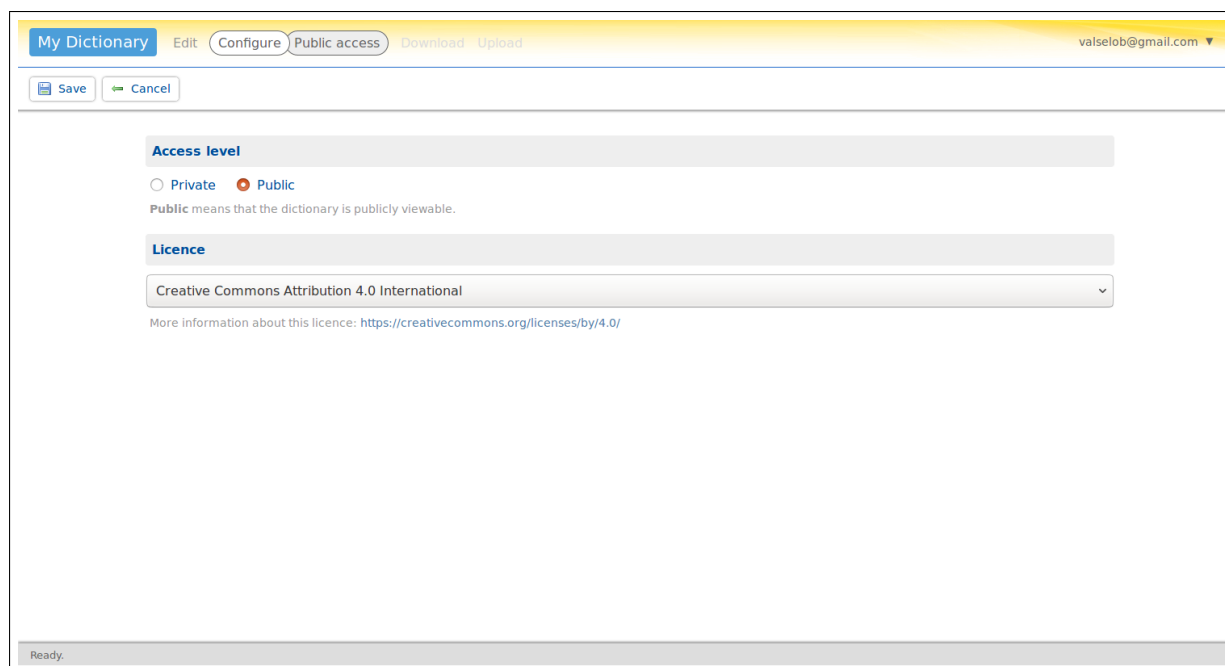 My Dictionary Edit Configure Public access Download Upload valselob@gmail.com ▼
Save Cancel
Access level
Private Public
Public means that the dictionary is publicly viewable.
Licence
Creative Commons Attribution 4.0 International
More information about this licence: https://creativecommons.org/licenses/by/4.0/
Ready.